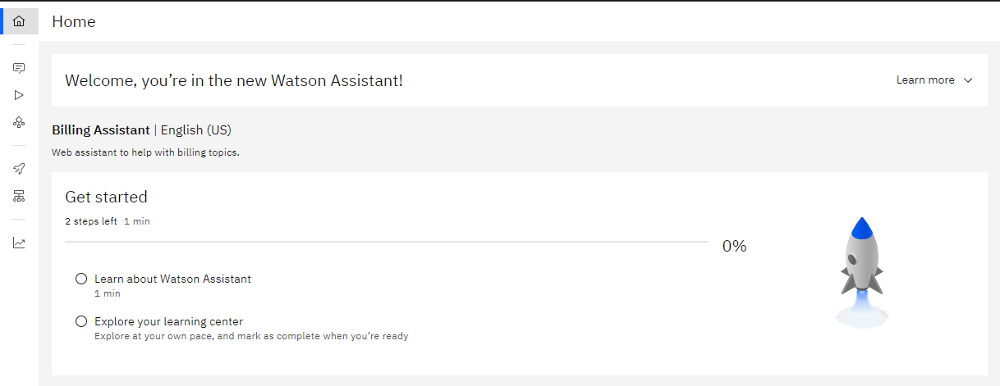 Home
Welcome, you’re in the new Watson Assistant!
Learn more
Billing Assistant | English (US)
Web assistant to help with billing topics.
Get started
2 steps left 1 min
0%
Learn about Watson Assistant
1 min
Explore your learning center
Explore at your own pace, and mark as complete when you’re ready